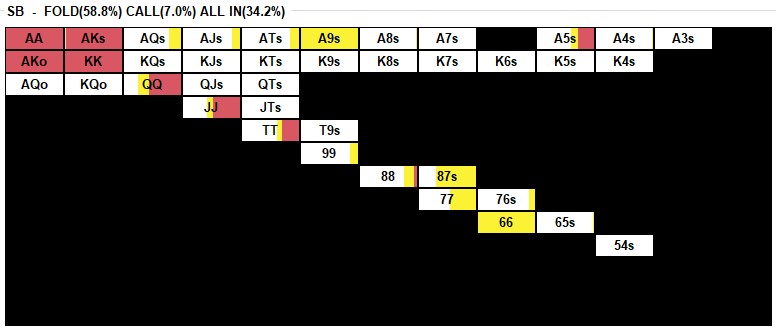 SB - FOLD(58.8%) CALL(7.0%) ALL IN(34.2%)
AA AKs AQs AJs ATs A9s A8s A7s A5s A4s A3s
AKo KK KQs KJs KTs K9s K8s K7s K6s K5s K4s
AQo KQo QQ QJs QTs
JJ JTs
TT T9s
99
88 87s
77 76s
66 65s
54s